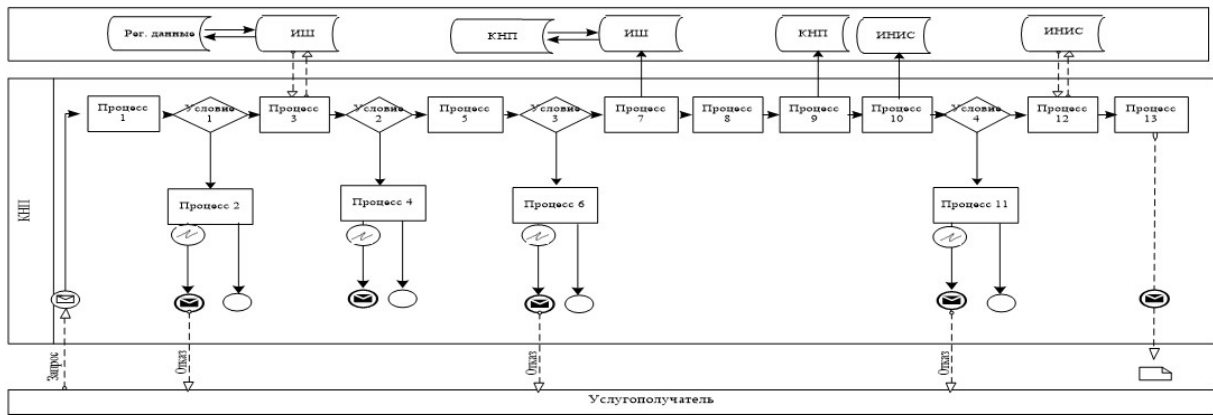 Рег. данные
ИШ
КНП
ИШ
КНП
ИНИС
ИНИС
КНП
Процесс
1
Условие
1
Процесс
3
Условие
2
Процесс
5
Условие
3
Процесс
7
Процесс
8
Процесс
9
Процесс
10
Условие
4
Процесс
12
Процесс
13
Процесс 2
Процесс 4
Процесс 6
Процесс 11
Запрос
Отказ
Отказ
Отказ
Услугополучатель